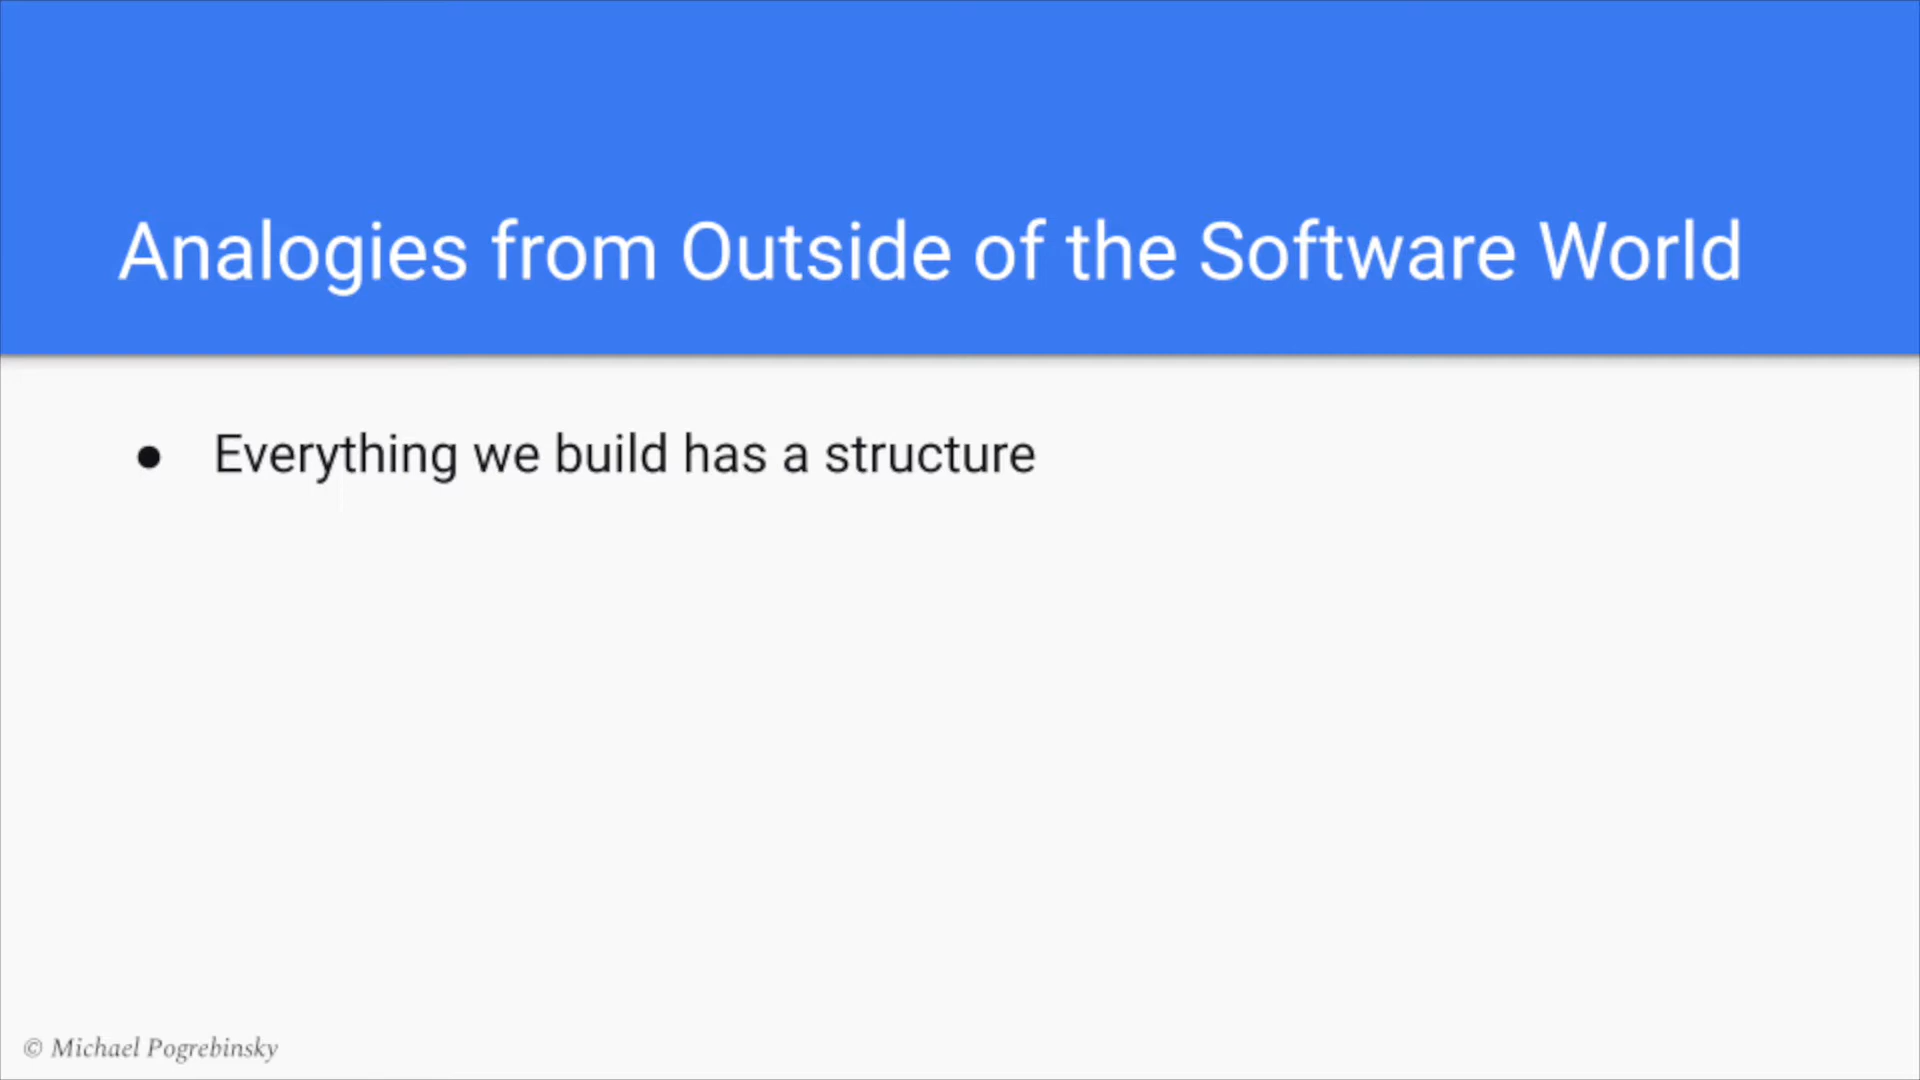 Analogies from Outside of the Software World
● Everything we build has a structure
© Michael Pogrebinsky